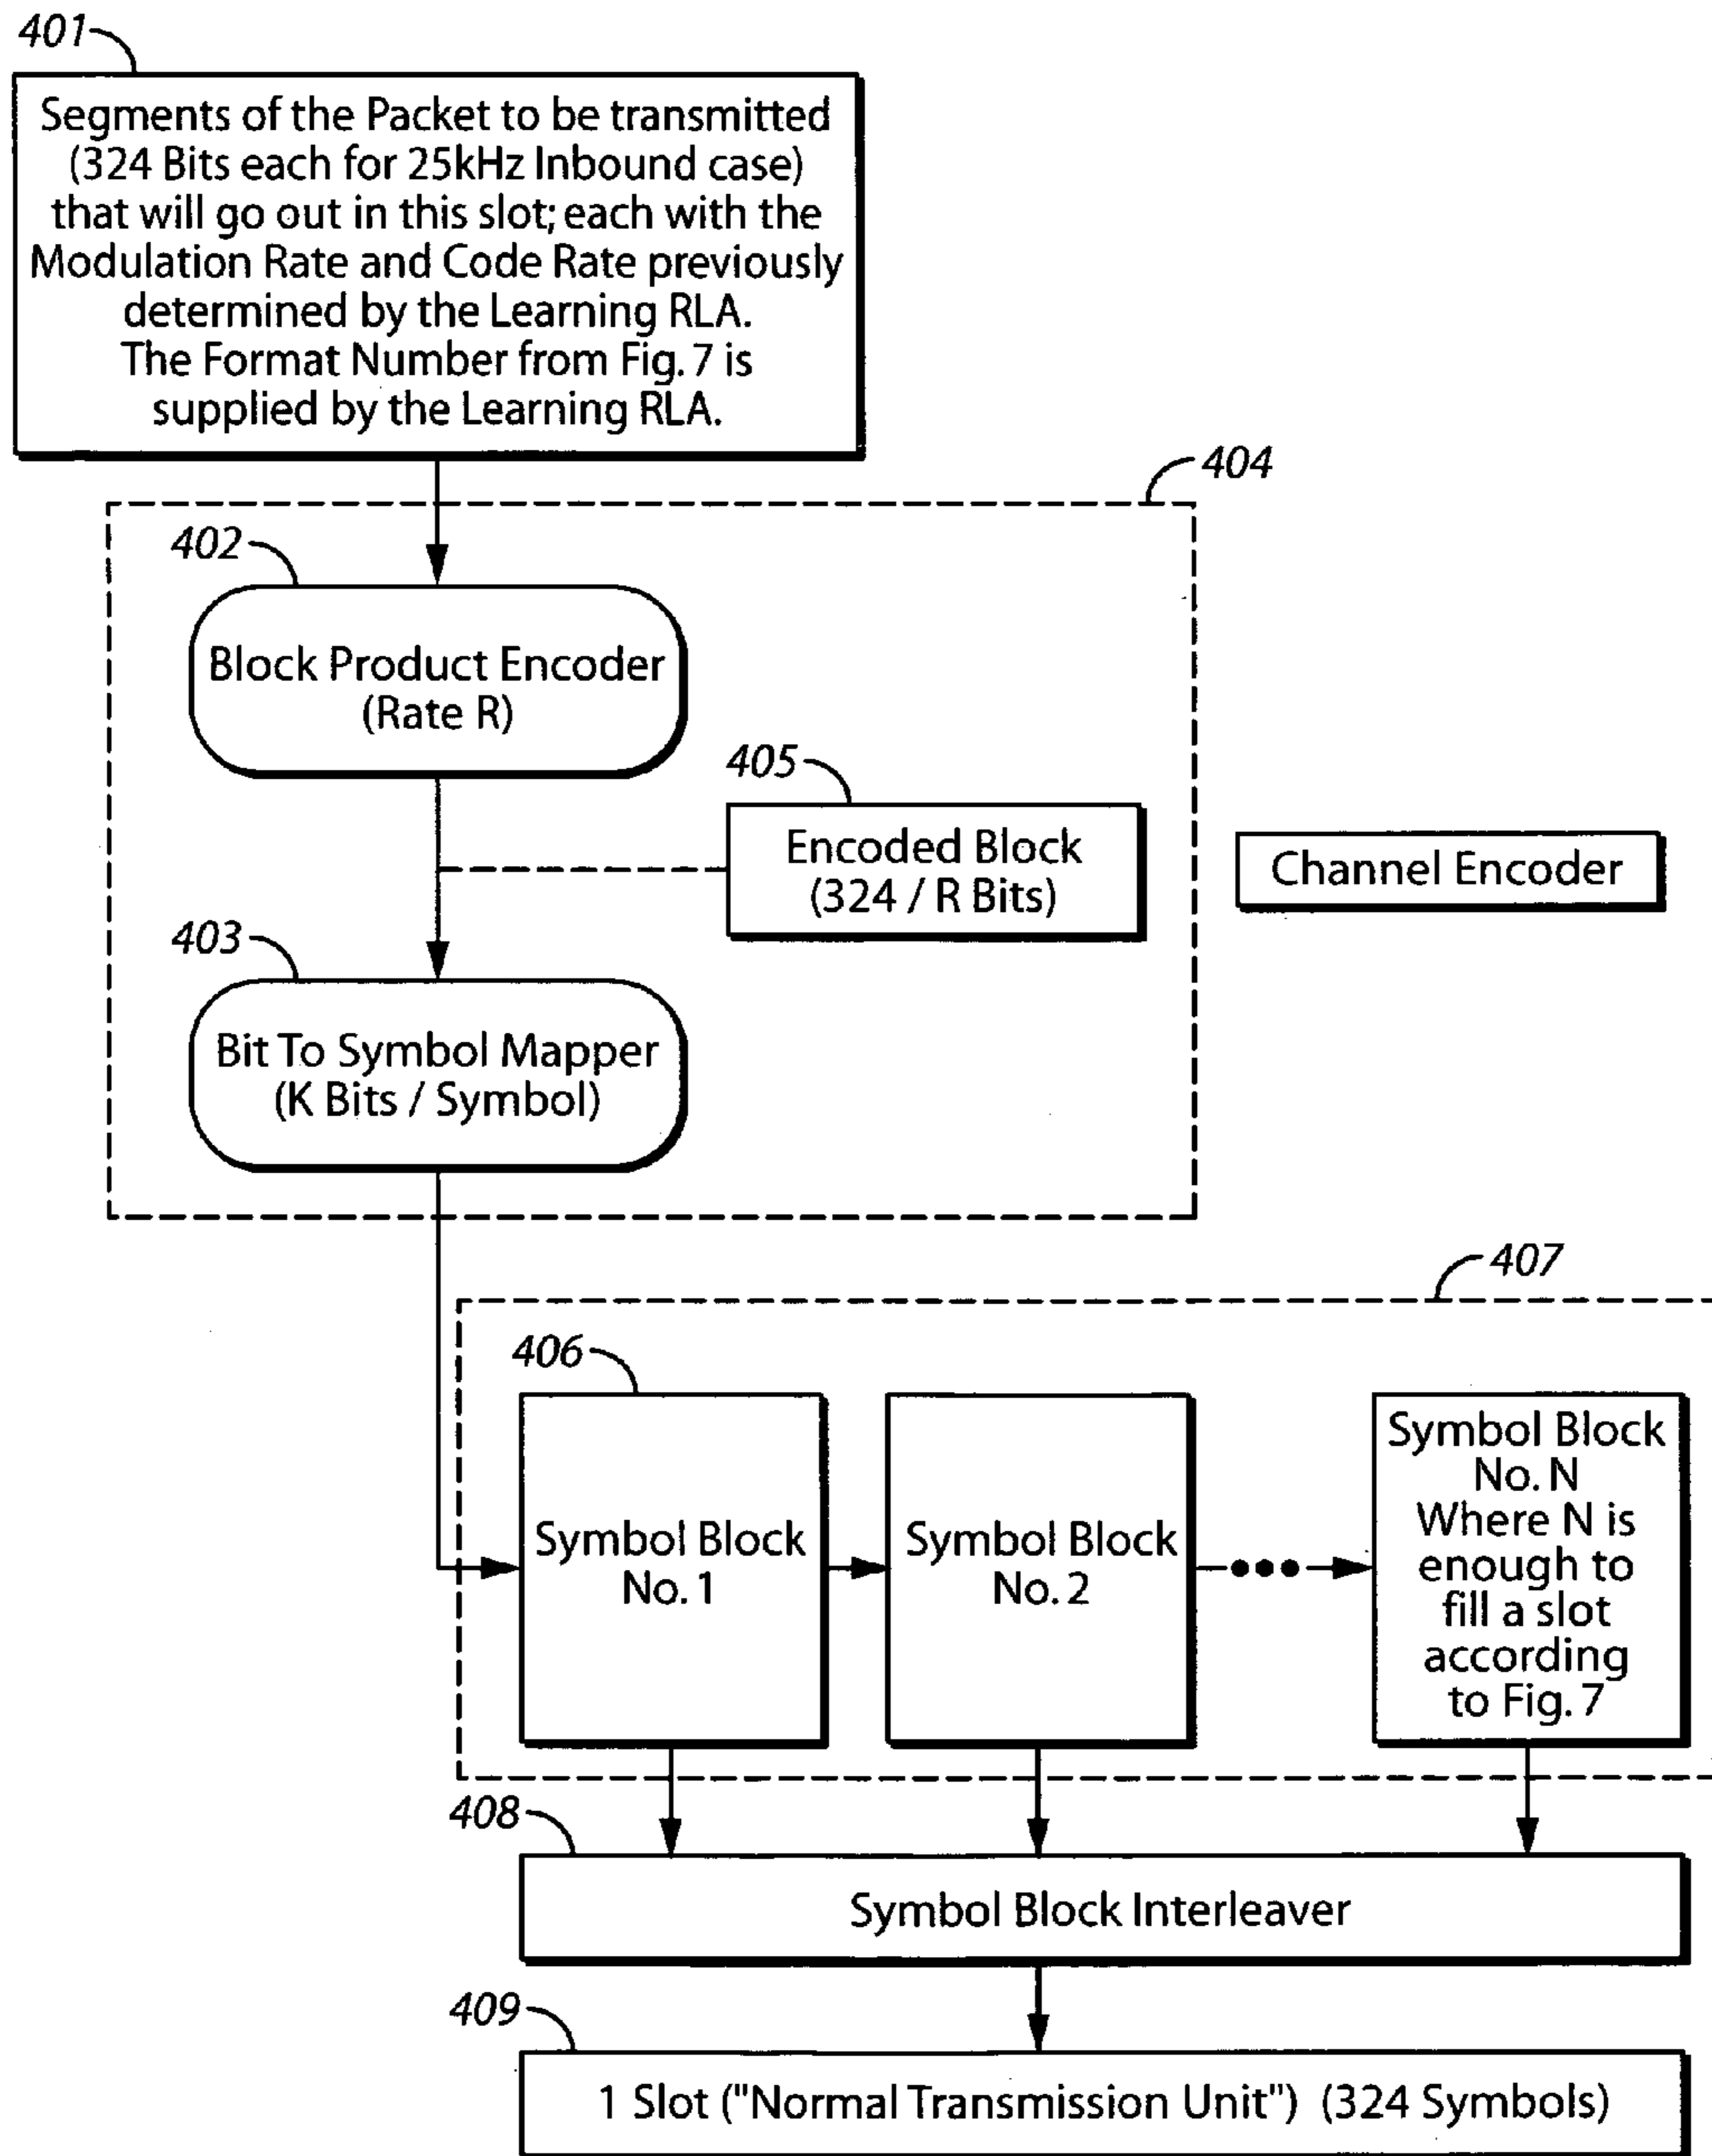 401
Segments of the Packet to be transmitted
(324 Bits each for 25kHz Inbound case)
that will go out in this slot; each with the
Modulation Rate and Code Rate previously
determined by the Learning RLA.
The Format Number from Fig. 7 is
supplied by the Learning RLA.
404
402
Block Product Encoder
(Rate R)
405
Encoded Block
(324 / R Bits)
Channel Encoder
403
Bit To Symbol Mapper
(K Bits / Symbol)
407
406
Symbol Block
No. 1
Symbol Block
No. 2
Symbol Block
No. N
Where N is
enough to
fill a slot
according
to Fig. 7
408
Symbol Block Interleaver
409
1 Slot ("Normal Transmission Unit") (324 Symbols)